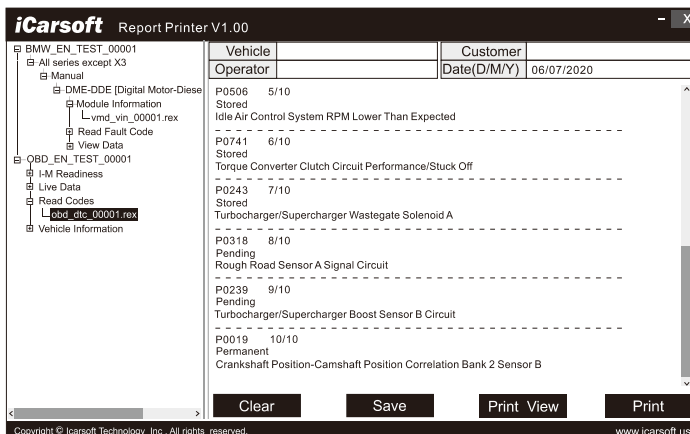 iCarsoft Report Printer V1.00
- X
BMW_EN_TEST_00001
All series except X3
Manual
DME-DDE [Digital Motor-Diese
Module Information
vmd_vin_00001.rex
Read Fault Code
View Data
OBD_EN_TEST_00001
I-M Readiness
Live Data
Read Codes
obd_dtc_00001.rex
Vehicle Information
Vehicle Customer
Operator Date(D/M/Y) 06/07/2020
P0506 5/10
Stored
Idle Air Control System RPM Lower Than Expected
P0741 6/10
Stored
Torque Converter Clutch Circuit Performance/Stuck Off
P0243 7/10
Stored
Turbocharger/Supercharger Wastegate Solenoid A
P0318 8/10
Pending
Rough Road Sensor A Signal Circuit
P0239 9/10
Pending
Turbocharger/Supercharger Boost Sensor B Circuit
P0019 10/10
Permanent
Crankshaft Position-Camshaft Position Correlation Bank 2 Sensor B
Clear Save Print View Print
Copyright © Icarsoft Technology Inc. All rights reserved. www.icarsoft.us